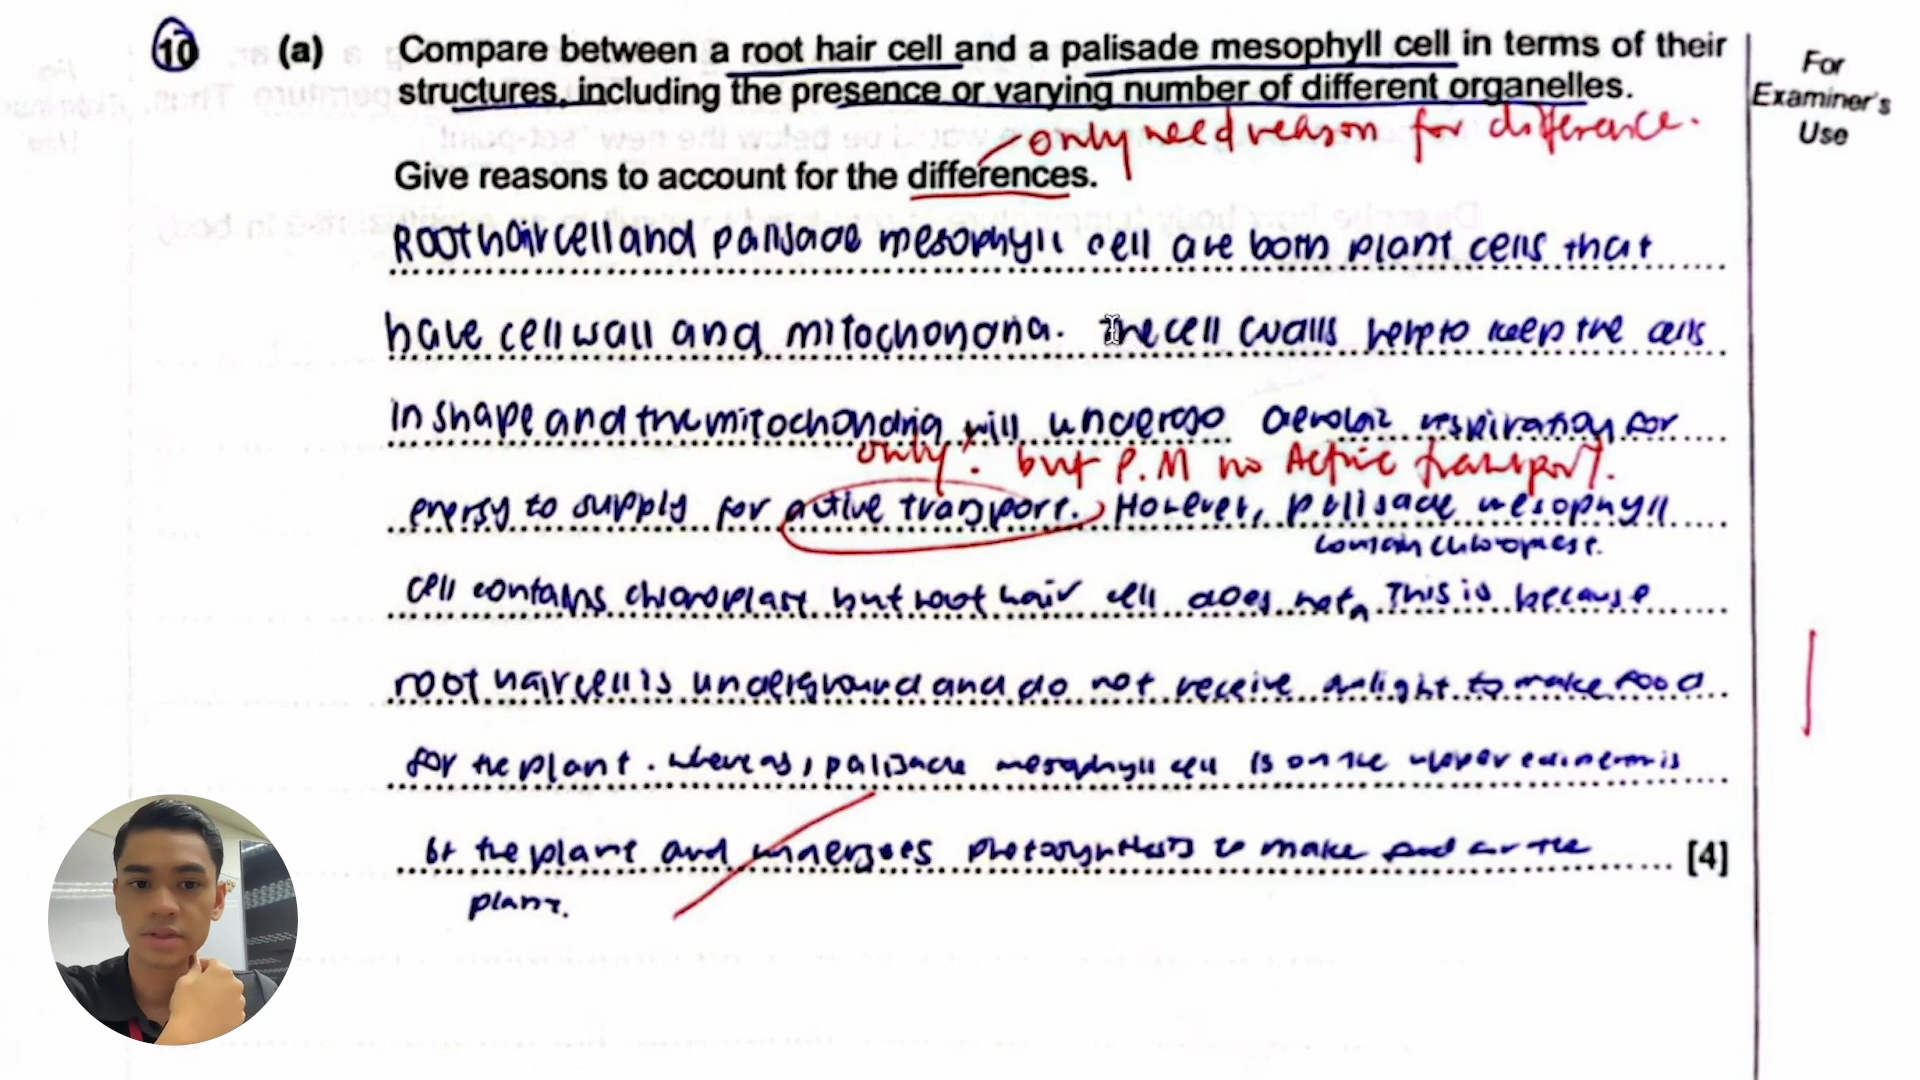 10 (a) Compare between a root hair cell and a palisade mesophyll cell in terms of their
structures, including the presence or varying number of different organelles.
For
Examiner's
Use
only need reason for difference.
Give reasons to account for the differences.
Root hair cell and palisade mesophyll cell are both plant cells that
have cell wall and mitochondria. The cell walls help to keep the cells
in shape and the mitochondria will undergo aerobic respiration for
only. but P.M no Active transport.
energy to supply for active transport. However, palisade mesophyll
contain chloroplast.
cell contains chloroplast but root hair cell does not. This is because
root hair cell is underground and do not receive sunlight to make food
for the plant. Whereas, palisade mesophyll cell is on the upper epidermis
of the plant and undergoes photosynthesis to make food for the [4]
plant.